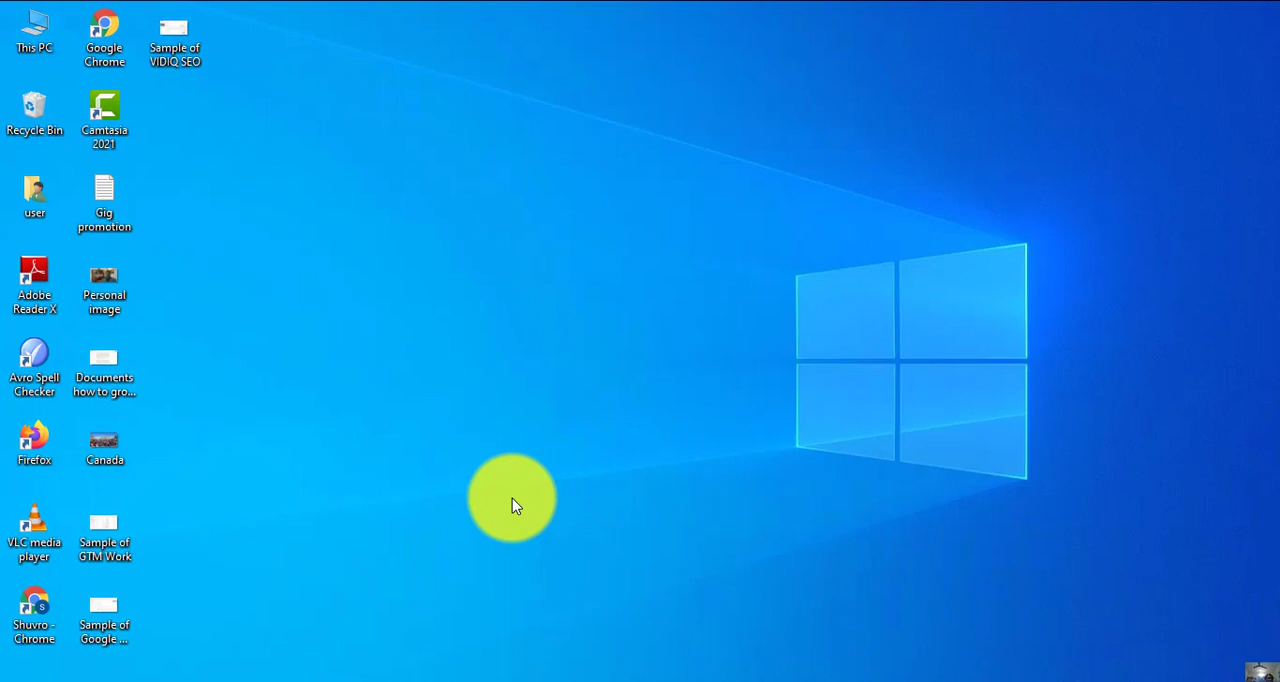 This PC
Google
Chrome
Sample of
VIDIQ SEO
Recycle Bin
Camtasia
2021
user
Gig
promotion
Adobe
Reader X
Personal
image
Avro Spell
Checker
Documents
how to gro...
Firefox
Canada
VLC media
player
Sample of
GTM Work
Shuvro -
Chrome
Sample of
Google ...